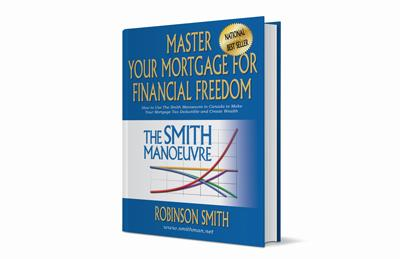 MASTER
YOUR MORTGAGE FOR
FINANCIAL FREEDOM
NATIONAL
BEST SELLER
How to Use The Smith Manoeuvre in Canada to Make
Your Mortgage Tax Deductible and Create Wealth
THE SMITH
MANOEUVRE
ROBINSON SMITH
www.smithman.net